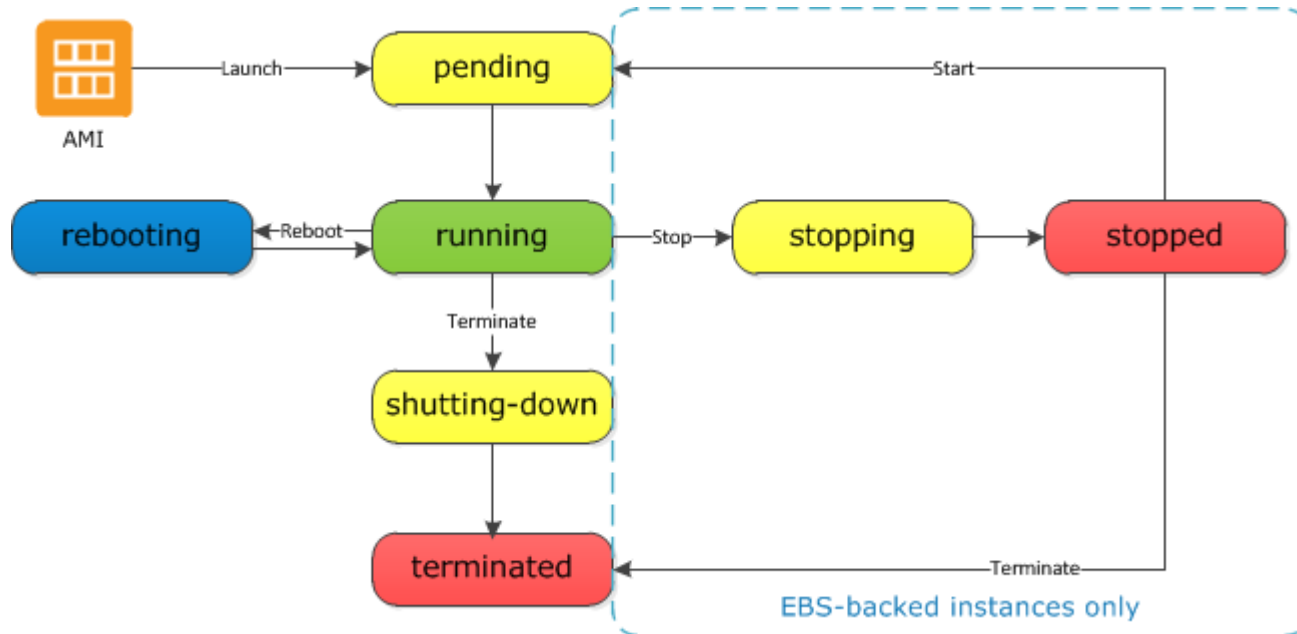 Launch
pending
Start
AMI
rebooting
Reboot
running
Stop
stopping
stopped
Terminate
shutting-down
terminated
Terminate
EBS-backed instances only